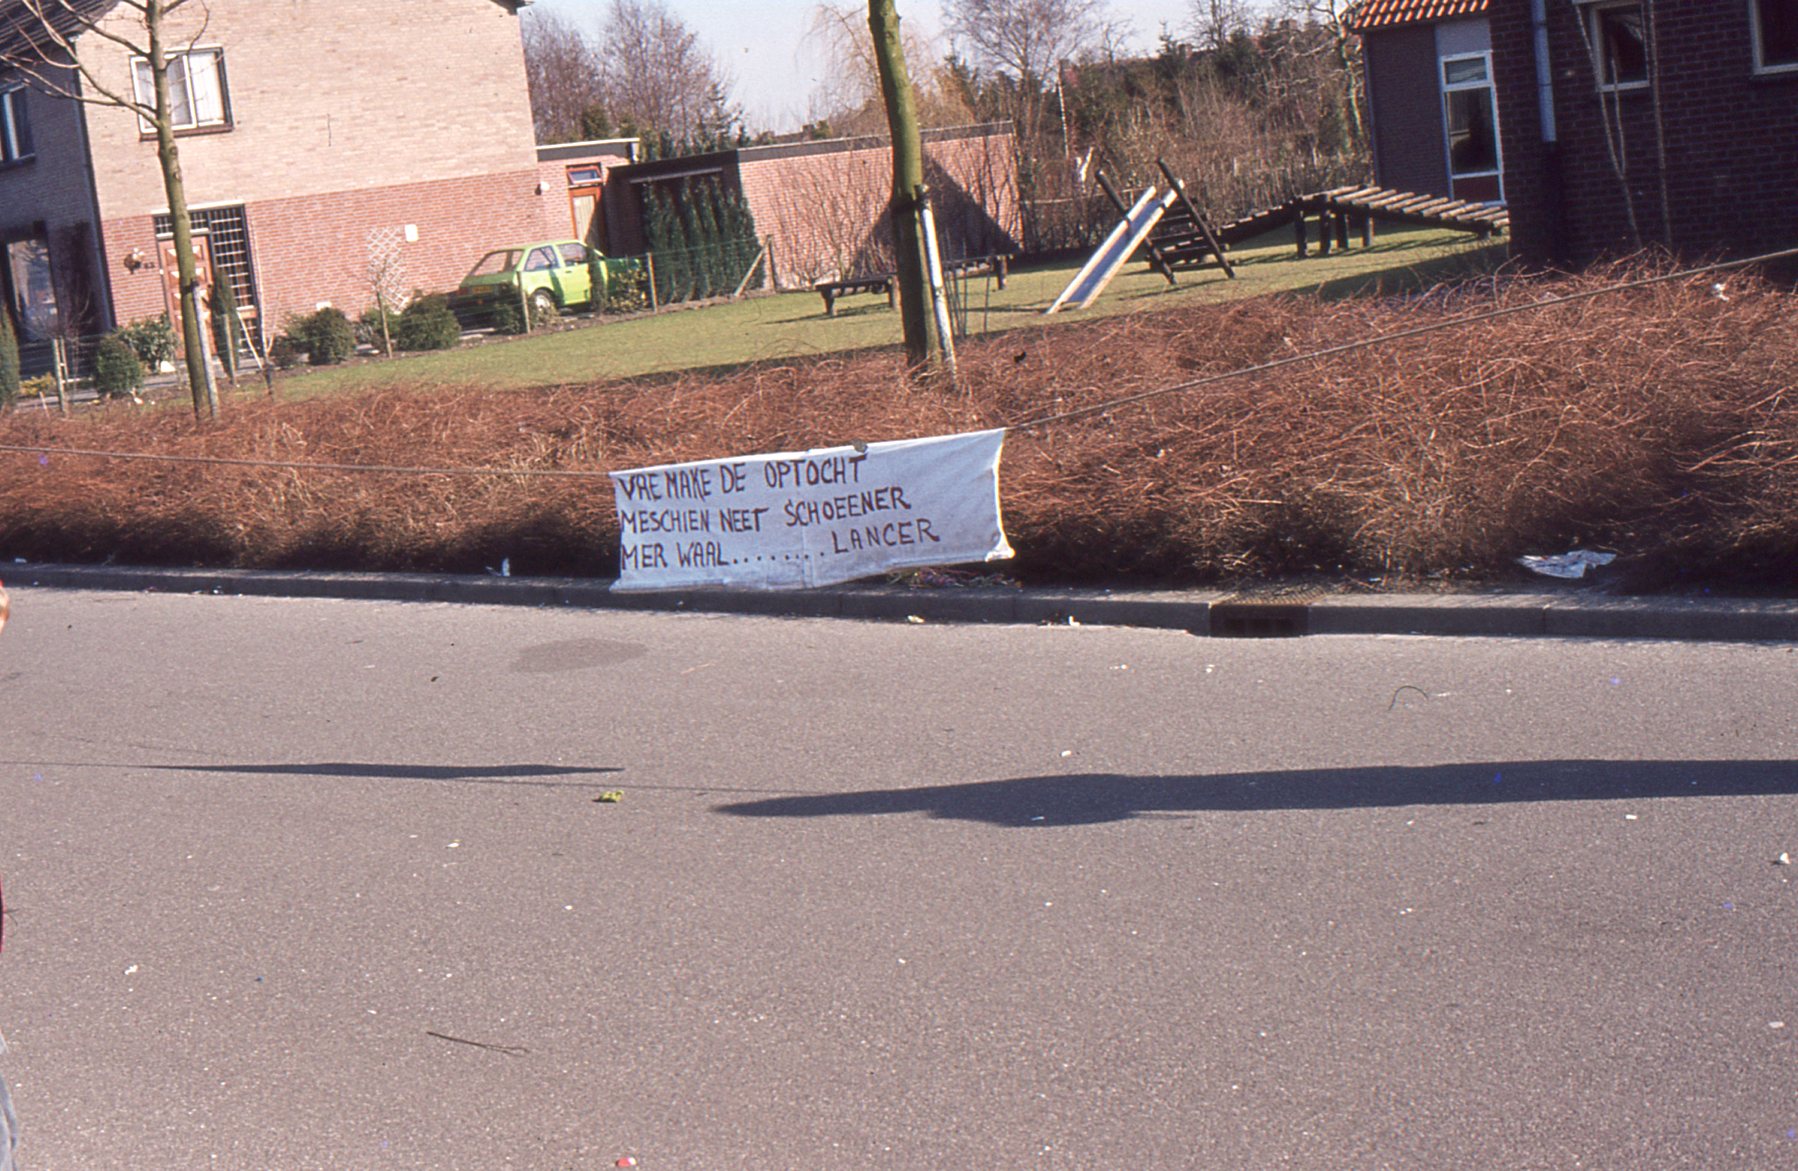 VRE MAKE DE OPTOCHT
MESCHIEN NEET SCHOEENER
MER WAAL....... LANCER